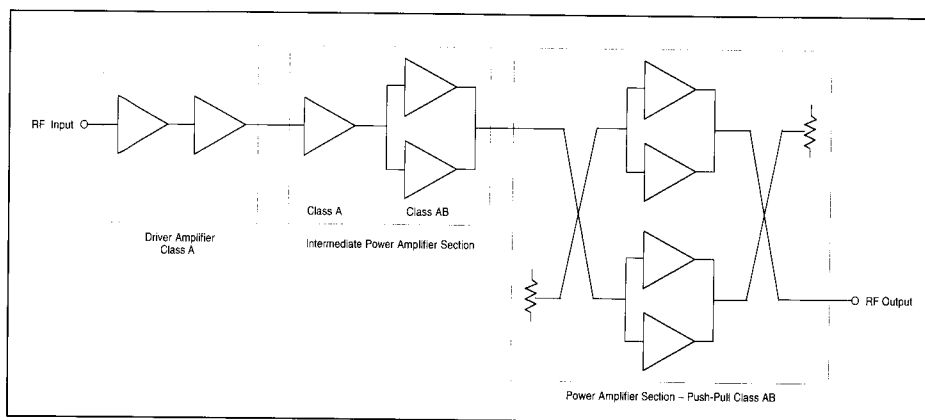 RF Input
Class A
Class AB
Driver Amplifier
Class A
Intermediate Power Amplifier Section
RF Output
Power Amplifier Section – Push-Pull Class AB